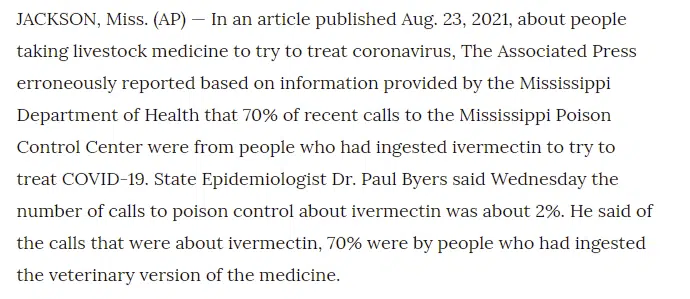 JACKSON, Miss. (AP) — In an article published Aug. 23, 2021, about people
taking livestock medicine to try to treat coronavirus, The Associated Press
erroneously reported based on information provided by the Mississippi
Department of Health that 70% of recent calls to the Mississippi Poison
Control Center were from people who had ingested ivermectin to try to
treat COVID-19. State Epidemiologist Dr. Paul Byers said Wednesday the
number of calls to poison control about ivermectin was about 2%. He said of
the calls that were about ivermectin, 70% were by people who had ingested
the veterinary version of the medicine.